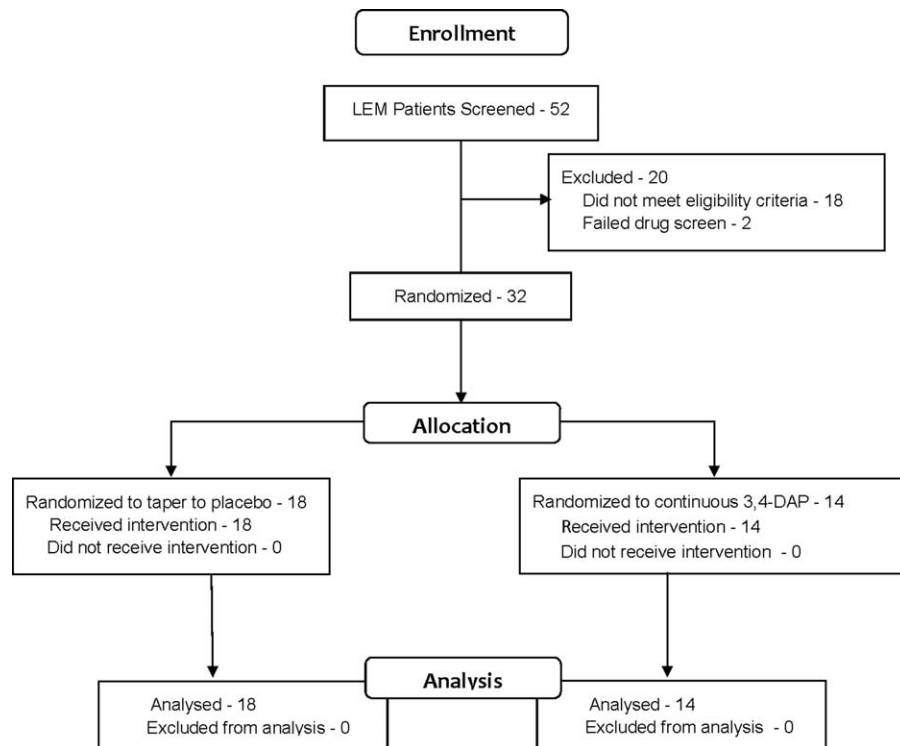 Enrollment
LEM Patients Screened - 52
Excluded - 20
Did not meet eligibility criteria - 18
Failed drug screen - 2
Randomized - 32
Allocation
Randomized to taper to placebo - 18
Received intervention - 18
Did not receive intervention - 0
Randomized to continuous 3,4-DAP - 14
Received intervention - 14
Did not receive intervention - 0
Analysis
Analysed - 18
Excluded from analysis - 0
Analysed - 14
Excluded from analysis - 0